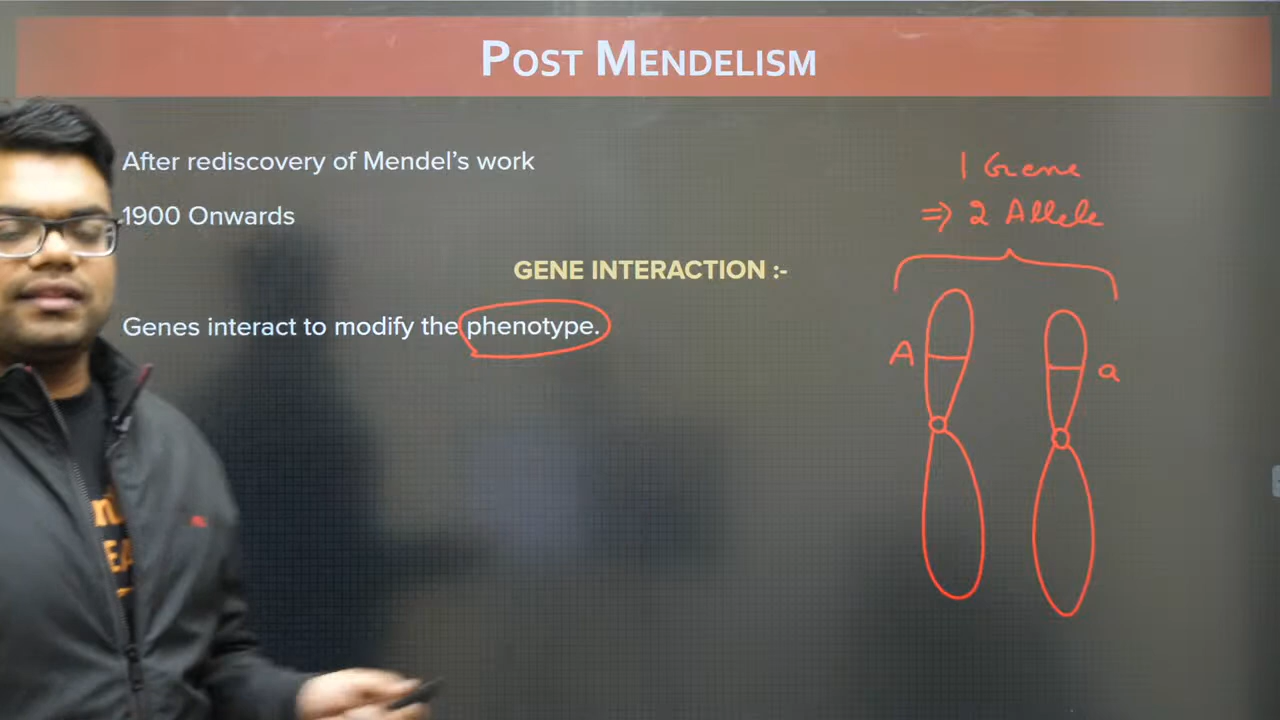 POST MENDELISM
After rediscovery of Mendel's work
1900 Onwards
GENE INTERACTION :-
Genes interact to modify the phenotype.
1 Gene
⇒ 2 Allele
A
a